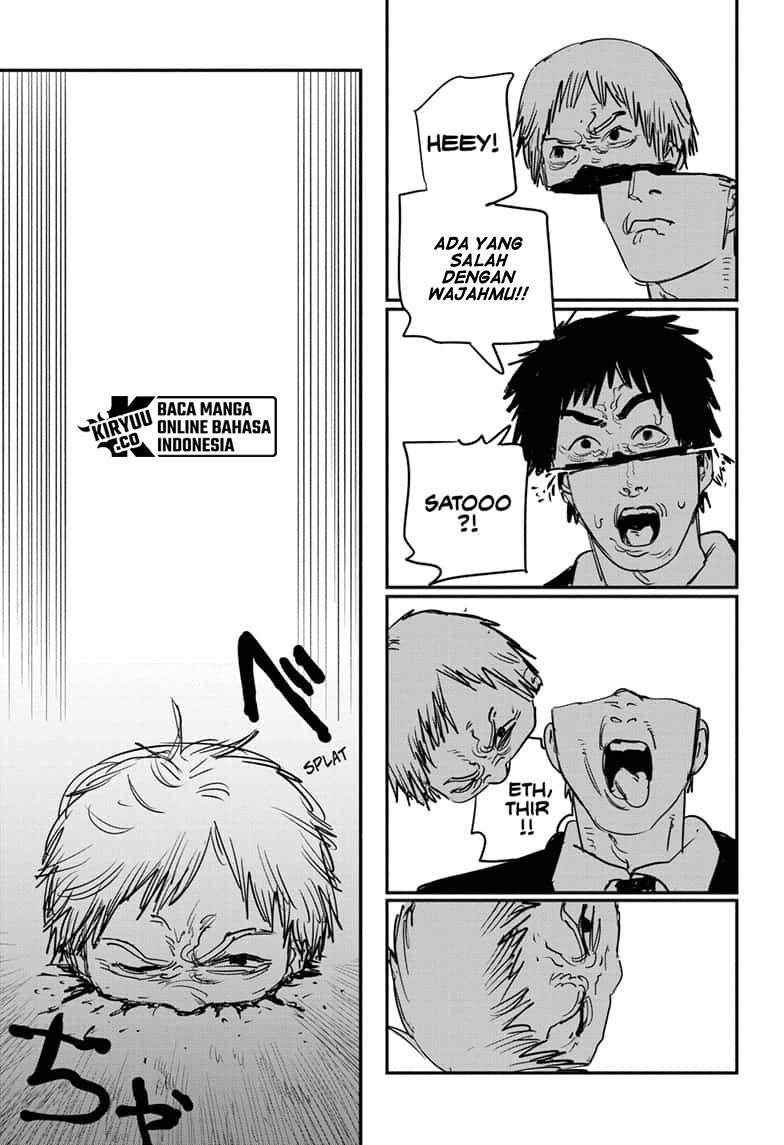 HEEY!
ADA YANG
SALAH
DENGAN
WAJAHMU!!
SATOOO
?!
ETH,
THIR
!!
KIRYUU
.CO
BACA MANGA
ONLINE BAHASA
INDONESIA
べ
SPLAT
ちゃ